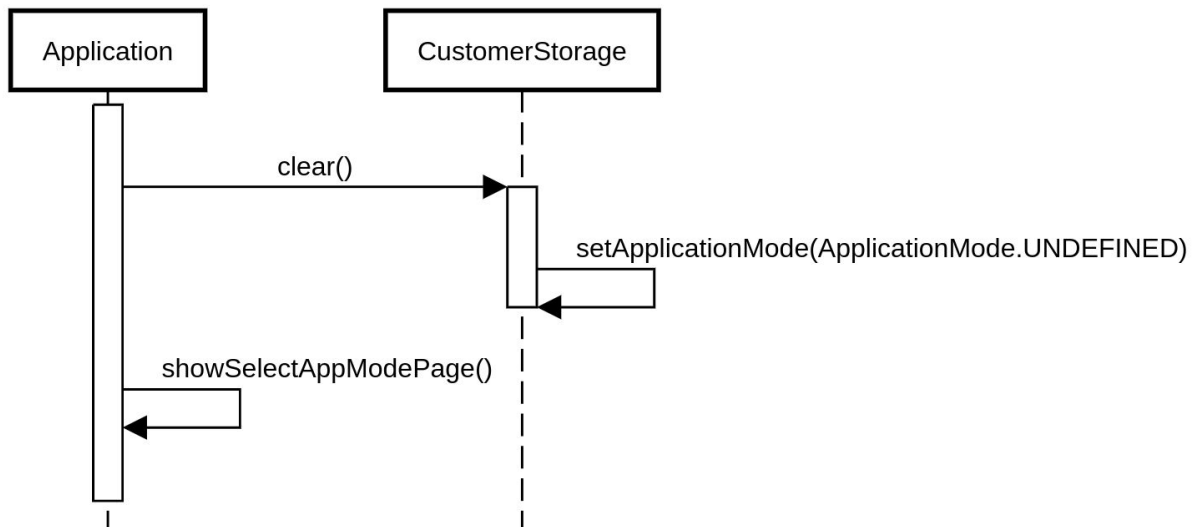 Application
CustomerStorage
clear()
setApplicationMode(ApplicationMode.UNDEFINED)
showSelectAppModePage()